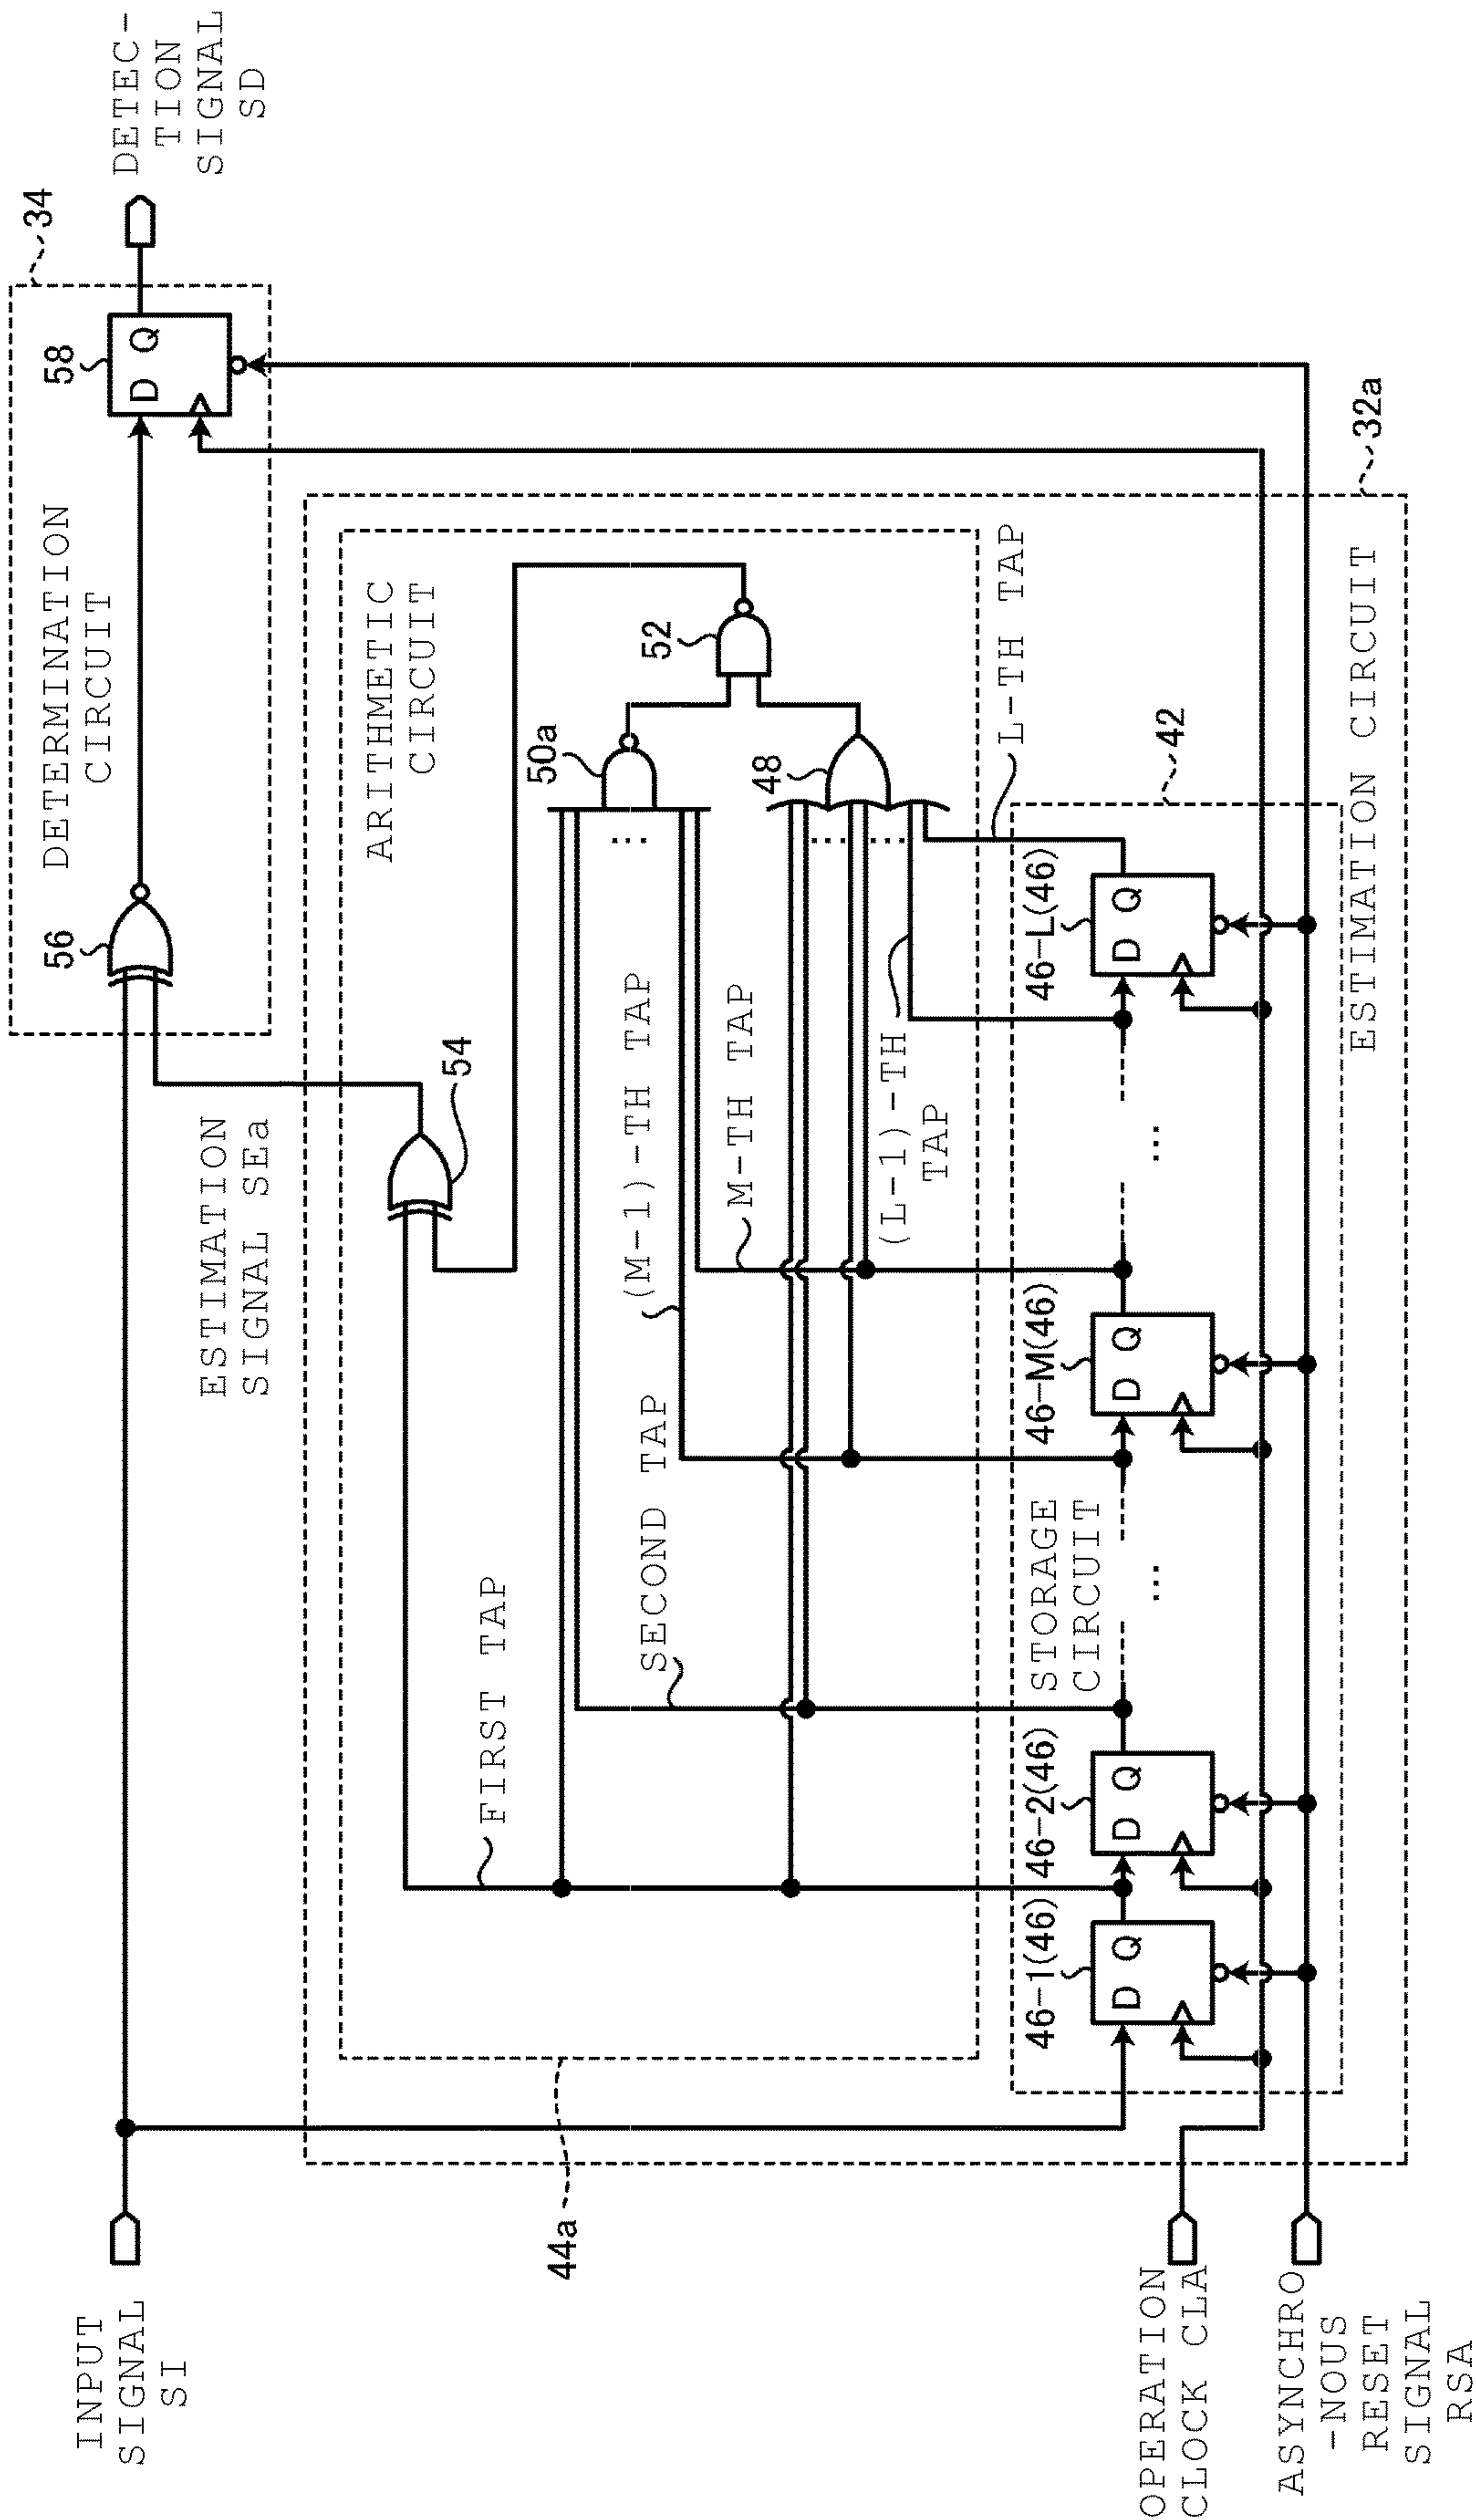 INPUT
SIGNAL
SI
DETERMINATION
CIRCUIT
56
58
D Q
34
DETEC-
TION
SIGNAL
SD
ESTIMATION
SIGNAL SEa
ARITHMETIC
CIRCUIT
44a
54
FIRST TAP
SECOND TAP
(M-1)-TH TAP
M-TH TAP
(L-1)-TH
TAP
L-TH TAP
50a
52
48
STORAGE
CIRCUIT
42
46-1(46)
D Q
46-2(46)
D Q
...
46-M(46)
D Q
...
46-L(46)
D Q
ESTIMATION CIRCUIT
32a
OPERATION
CLOCK CLA
ASYNCHRO
-NOUS
RESET
SIGNAL
RSA